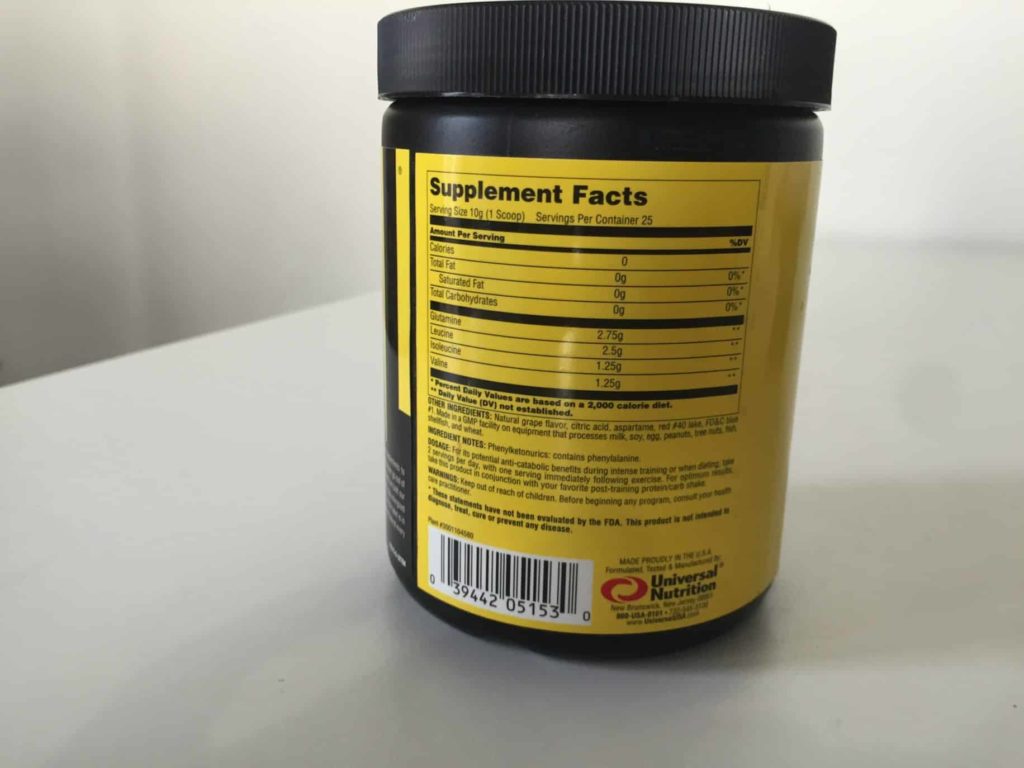 Supplement Facts
Serving Size 10g (1 Scoop) Servings Per Container 25
Amount Per Serving %DV
Calories 0
Total Fat 0g 0%*
Saturated Fat 0g 0%*
Total Carbohydrates 0g 0%*
Glutamine 2.75g **
Leucine 2.5g **
Isoleucine 1.25g **
Valine 1.25g **
* Percent Daily Values are based on a 2,000 calorie diet.
** Daily Value (DV) not established.
OTHER INGREDIENTS: Natural grape flavor, citric acid, aspartame, red #40 lake, FD&C blue
#1. Made in a GMP facility on equipment that processes milk, soy, egg, peanuts, tree nuts, fish,
shellfish, and wheat.
INGREDIENT NOTES: Phenylketonurics: contains phenylalanine.
DOSAGE: For its potential anti-catabolic benefits during intense training or when dieting, take
2 servings per day, with one serving immediately following exercise. For optimum results,
take this product in conjunction with your favorite post-training protein/carb shake.
WARNINGS: Keep out of reach of children. Before beginning any program, consult your health
care practitioner.
* These statements have not been evaluated by the FDA. This product is not intended to
diagnose, treat, cure or prevent any disease.
0 39442 05153 0
MADE PROUDLY IN THE U.S.A.
Formulated, Tested & Manufactured by:
Universal®
Nutrition
New Brunswick, New Jersey
800-USA-0101 •
www.UniversalUSA.com